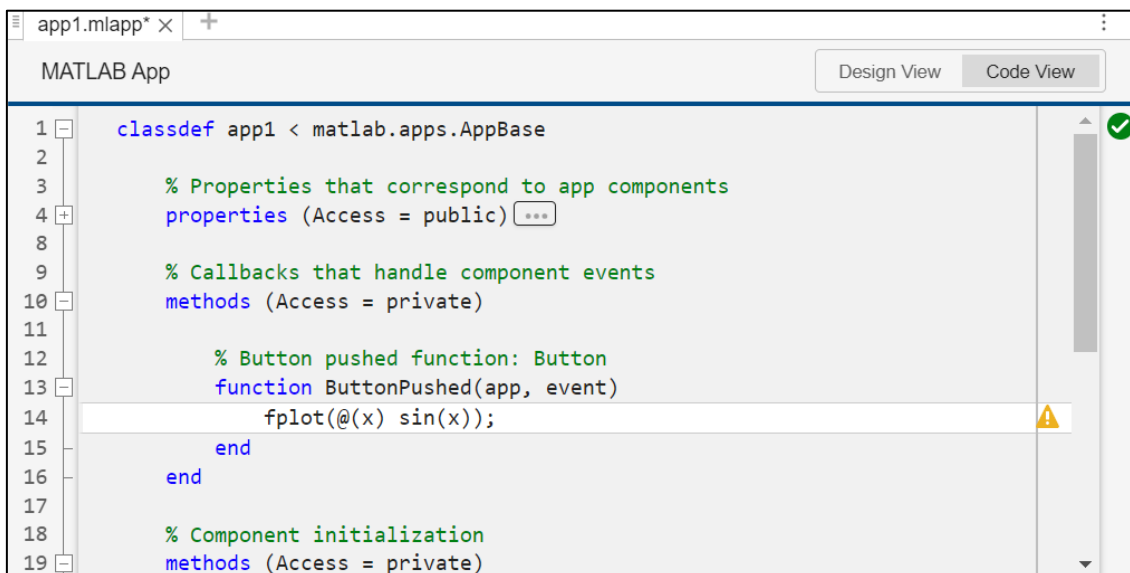 app1.mlapp* × +
MATLAB App Design View Code View
1 classdef app1 < matlab.apps.AppBase
2
3 % Properties that correspond to app components
4 properties (Access = public) ...
8
9 % Callbacks that handle component events
10 methods (Access = private)
11
12 % Button pushed function: Button
13 function ButtonPushed(app, event)
14 fplot(@(x) sin(x));
15 end
16 end
17
18 % Component initialization
19 methods (Access = private)